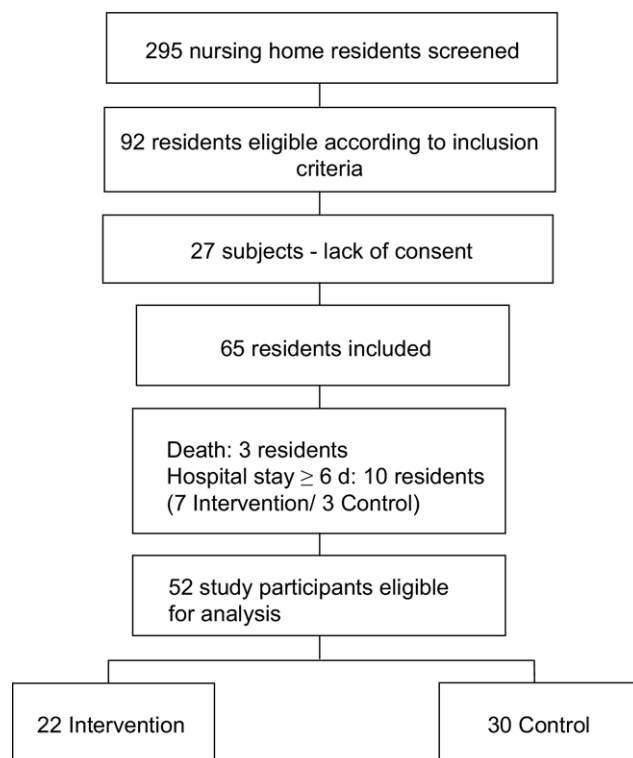 295 nursing home residents screened
92 residents eligible according to inclusion
criteria
27 subjects - lack of consent
65 residents included
Death: 3 residents
Hospital stay ≥ 6 d: 10 residents
(7 Intervention/ 3 Control)
52 study participants eligible
for analysis
22 Intervention
30 Control